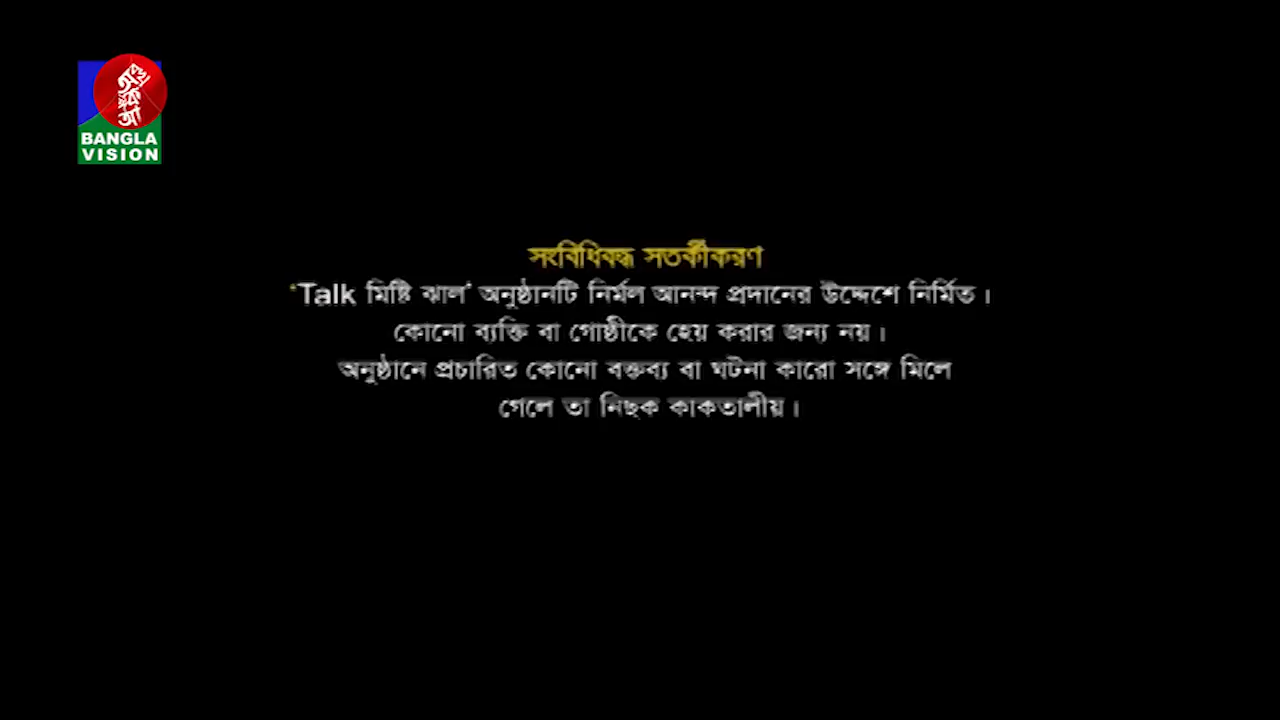 BANGLA
VISION
সংবিধিবদ্ধ সতর্কীকরণ
'Talk মিষ্টি ঝাল' অনুষ্ঠানটি নির্মল আনন্দ প্রদানের উদ্দেশে নির্মিত।
কোনো ব্যক্তি বা গোষ্ঠীকে হেয় করার জন্য নয়।
অনুষ্ঠানে প্রচারিত কোনো বক্তব্য বা ঘটনা কারো সঙ্গে মিলে
গেলে তা নিছক কাকতালীয়।